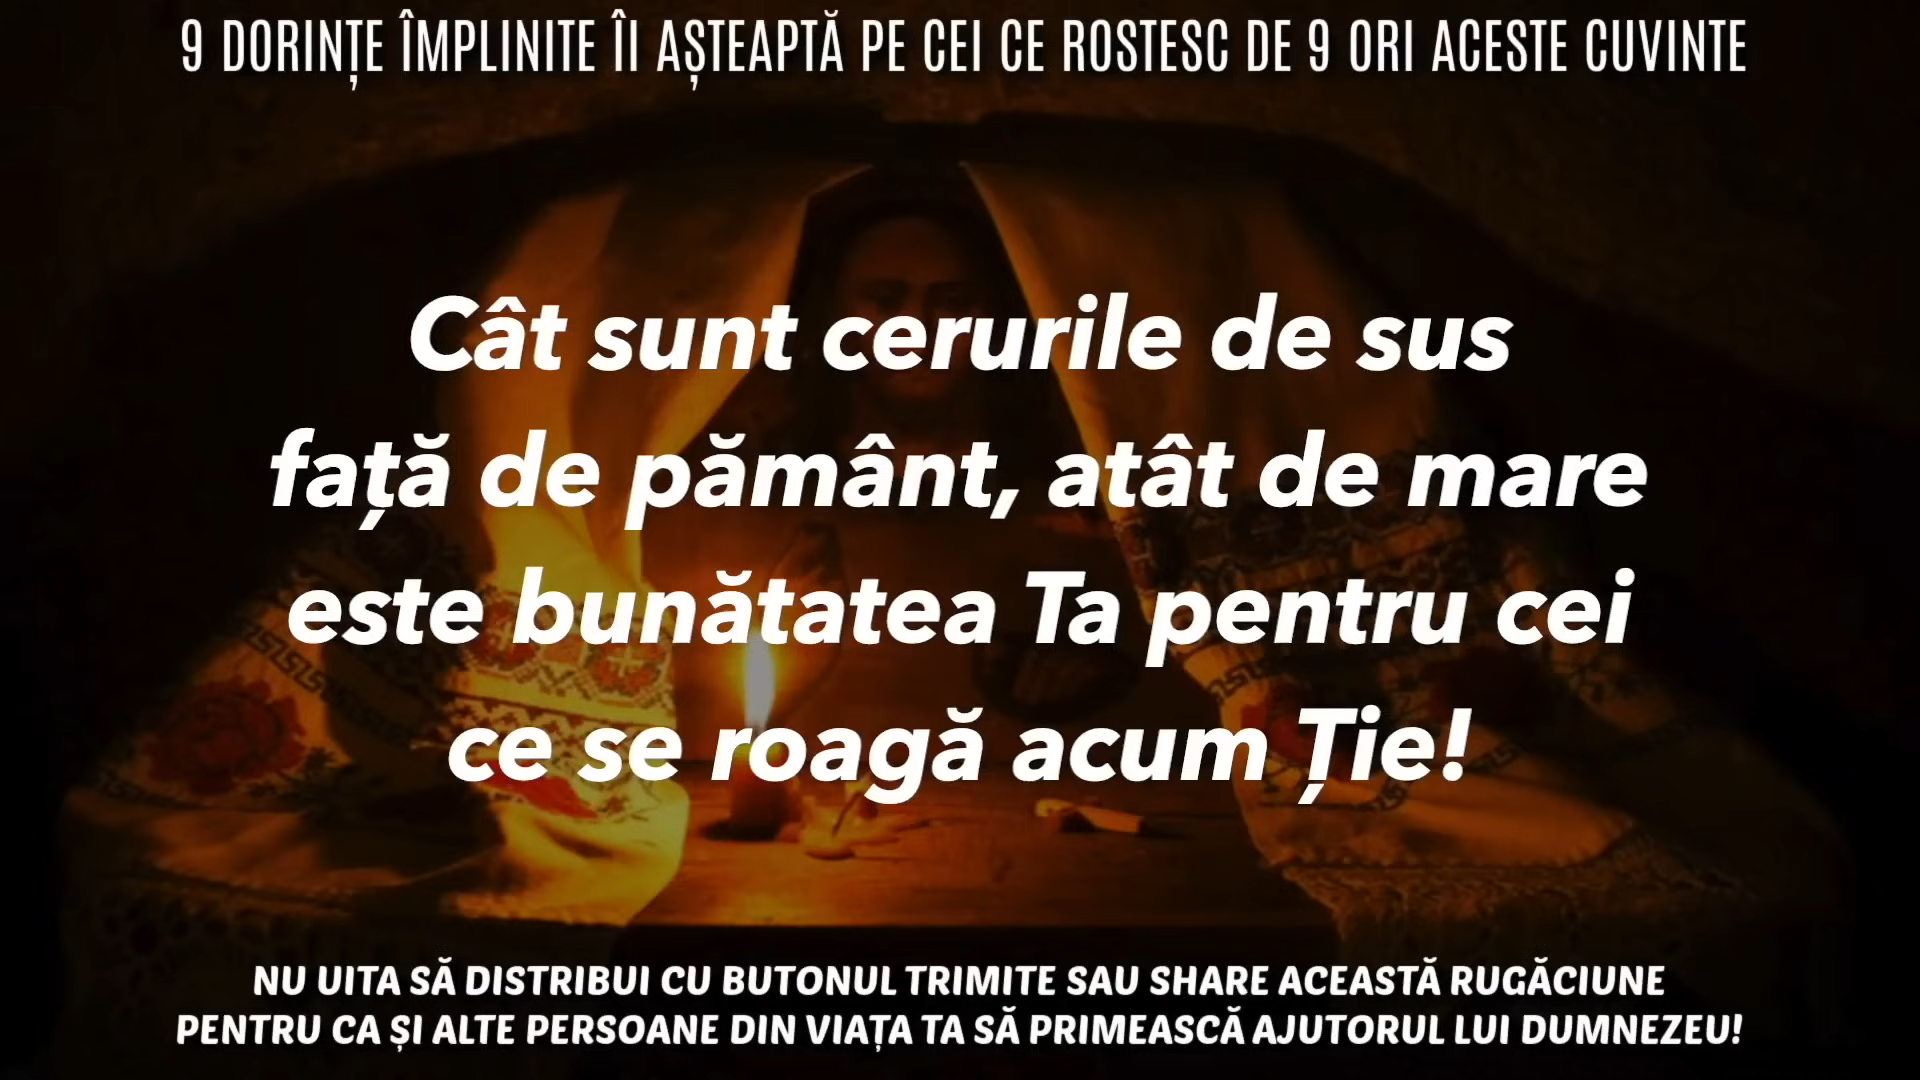 9 DORINȚE ÎMPLINITE ÎI AȘTEAPTĂ PE CEI CE ROSTESC DE 9 ORI ACESTE CUVINTE
Cât sunt cerurile de sus
față de pământ, atât de mare
este bunătatea Ta pentru cei
ce se roagă acum Ție!
NU UITA SĂ DISTRIBUI CU BUTONUL TRIMITE SAU SHARE ACEASTĂ RUGĂCIUNE
PENTRU CA ȘI ALTE PERSOANE DIN VIAȚA TA SĂ PRIMEASCĂ AJUTORUL LUI DUMNEZEU!